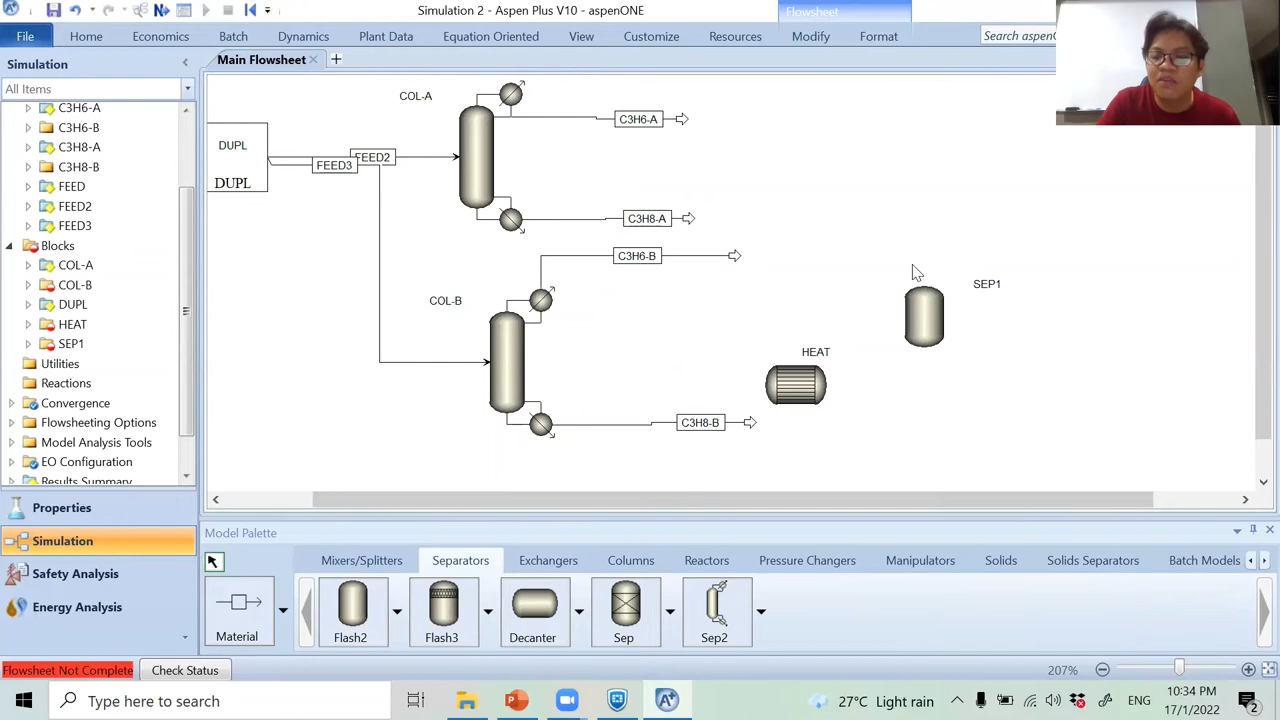 Simulation 2 - Aspen Plus V10 - aspenONE
Flowsheet
File
Home
Economics
Batch
Dynamics
Plant Data
Equation Oriented
View
Customize
Resources
Modify
Format
Search aspen
Simulation
Main Flowsheet
All Items
C3H6-A
C3H6-B
C3H8-A
C3H8-B
FEED
FEED2
FEED3
Blocks
COL-A
COL-B
DUPL
HEAT
SEP1
Utilities
Reactions
Convergence
Flowsheeting Options
Model Analysis Tools
EO Configuration
Results Summary
Properties
Simulation
Safety Analysis
Energy Analysis
COL-A
C3H6-A
DUPL
FEED2
FEED3
DUPL
C3H8-A
C3H6-B
COL-B
SEP1
HEAT
C3H8-B
Model Palette
Mixers/Splitters
Separators
Exchangers
Columns
Reactors
Pressure Changers
Manipulators
Solids
Solids Separators
Batch Models
Material
Flash2
Flash3
Decanter
Sep
Sep2
Flowsheet Not Complete
Check Status
207%
Type here to search
27°C Light rain
ENG
10:34 PM
17/1/2022
2